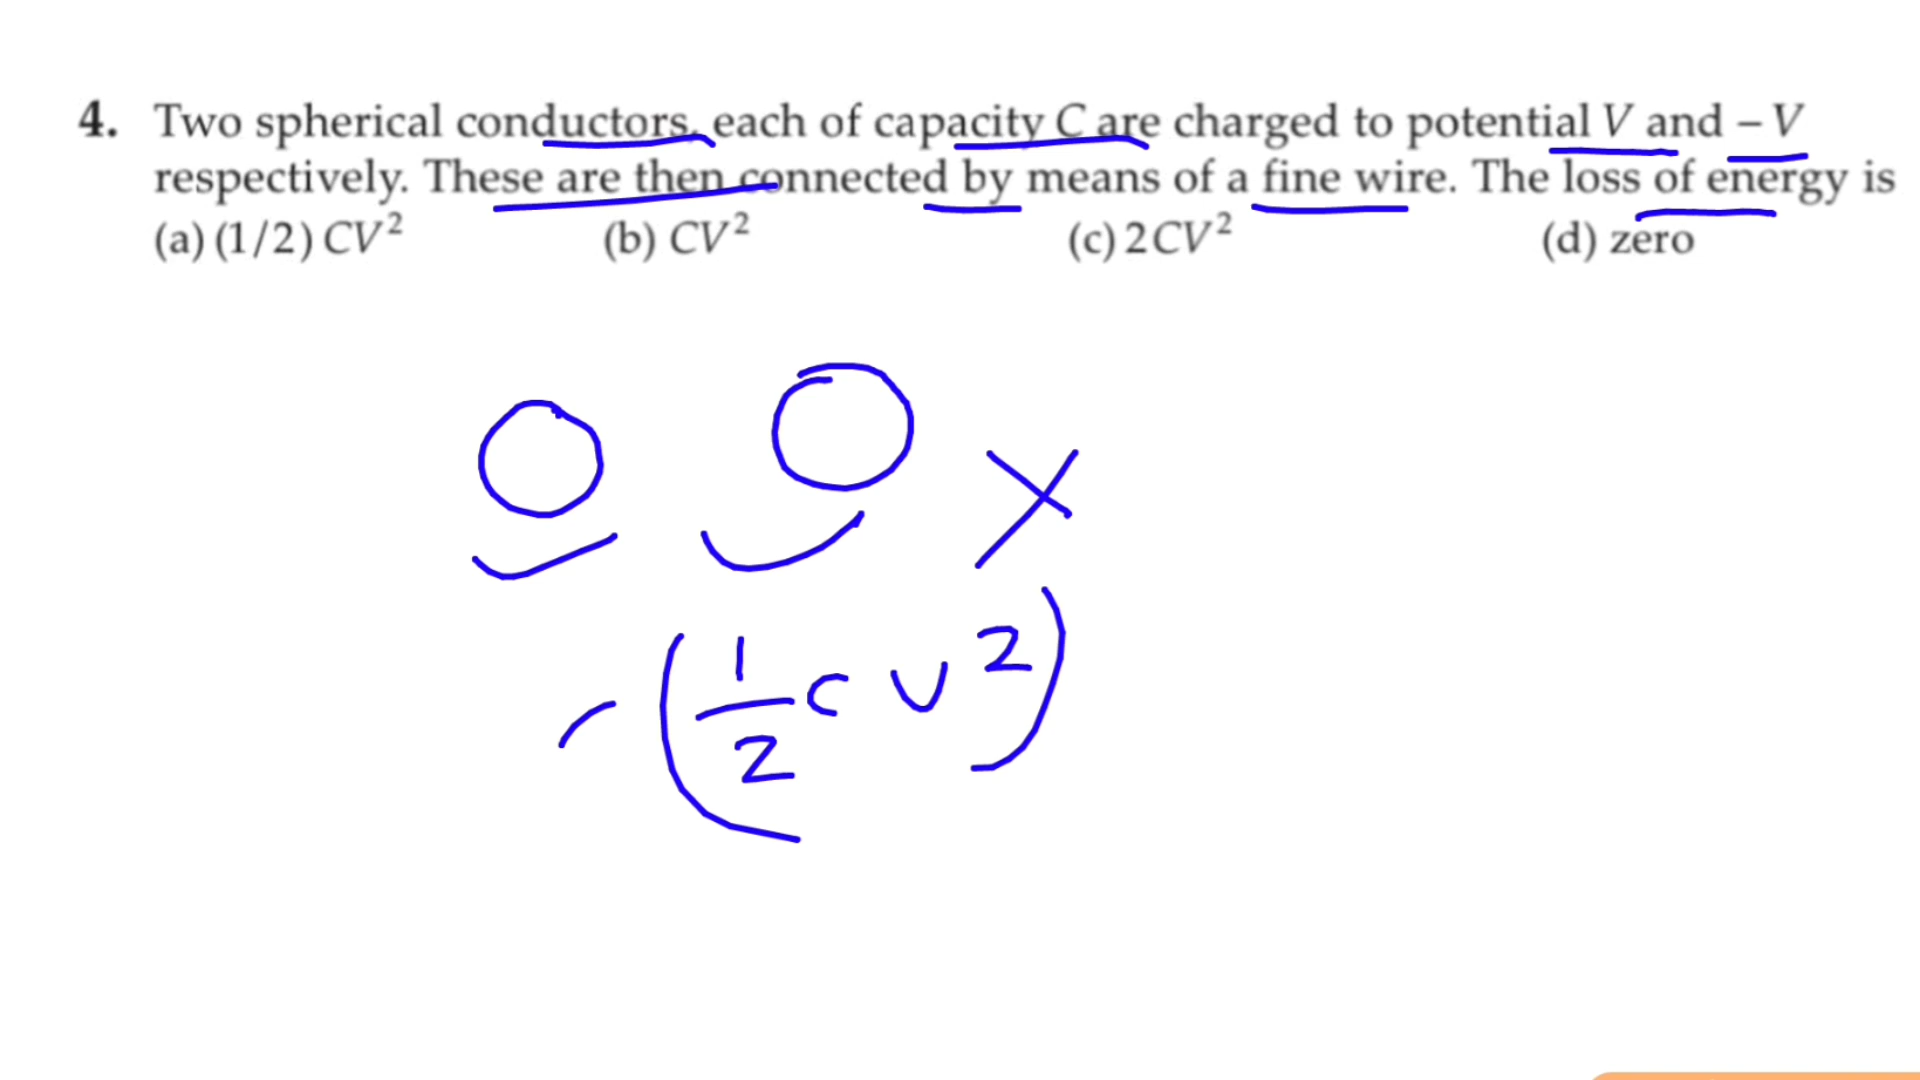 4. Two spherical conductors, each of capacity C are charged to potential V and – V
respectively. These are then connected by means of a fine wire. The loss of energy is
(a) (1/2) CV² (b) CV² (c) 2CV² (d) zero
(1/2 c v²)